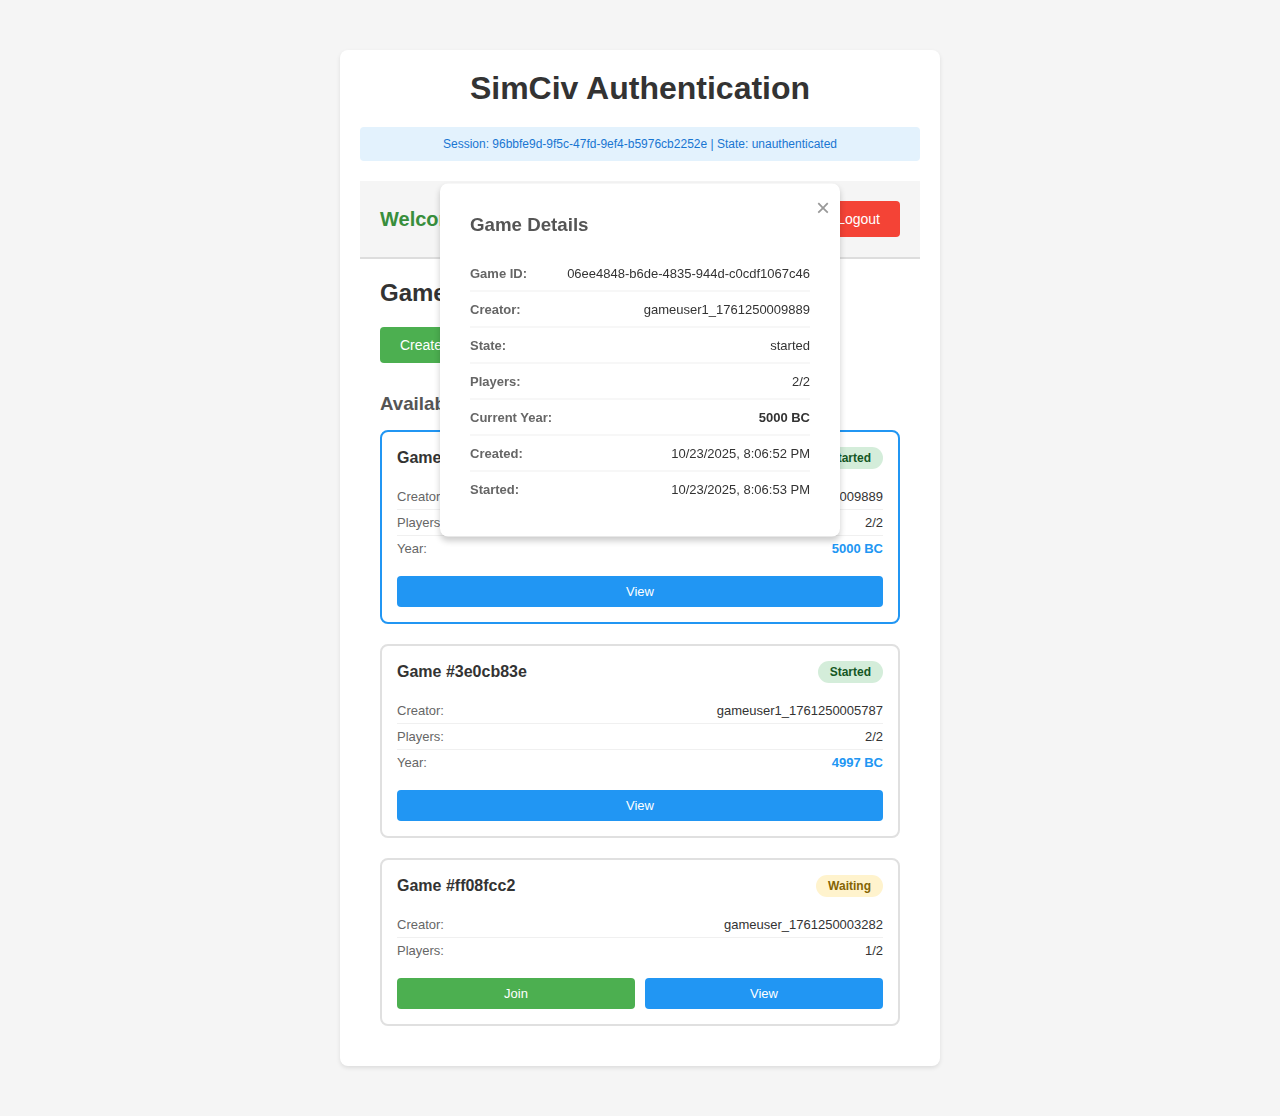 SimCiv Authentication
Session: 96bbfe9d-9f5c-47fd-9ef4-b5976cb2252e | State: unauthenticated
Logout
×
Game Details
Game ID: 06ee4848-b6de-4835-944d-c0cdf1067c46
Creator: gameuser1_1761250009889
State: started
Players: 2/2
Current Year: 5000 BC
Created: 10/23/2025, 8:06:52 PM
Started: 10/23/2025, 8:06:53 PM
Game
Create
Game
Creator
Players 2/2
Year: 5000 BC
View
Game #3e0cb83e Started
Creator: gameuser1_1761250005787
Players: 2/2
Year: 4997 BC
View
Game #ff08fcc2 Waiting
Creator: gameuser_1761250003282
Players: 1/2
Join View